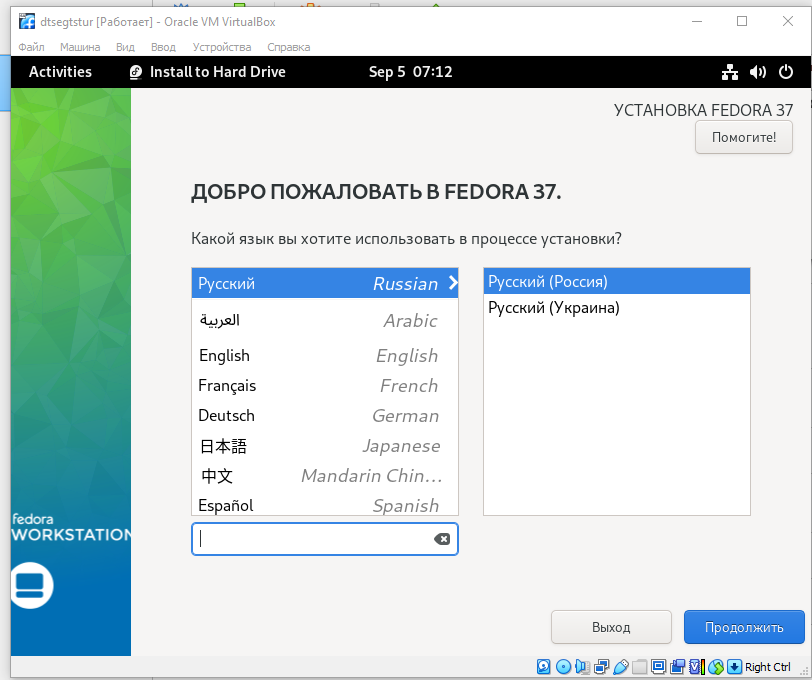 dtsegtstur [Работает] - Oracle VM VirtualBox
Файл Машина Вид Ввод Устройства Справка
Activities Install to Hard Drive Sep 5 07:12
УСТАНОВКА FEDORA 37
Помогите!
ДОБРО ПОЖАЛОВАТЬ В FEDORA 37.
Какой язык вы хотите использовать в процессе установки?
Русский Russian Русский (Россия)
العربية Arabic Русский (Украина)
English English
Français French
Deutsch German
日本語 Japanese
中文 Mandarin Chin...
Español Spanish
fedora
WORKSTATION
Выход Продолжить
Right Ctrl